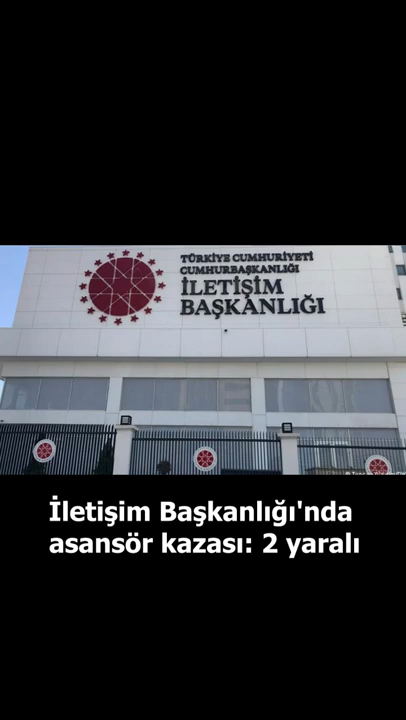 TÜRKİYE CUMHURİYETİ
CUMHURBAŞKANLIĞI
İLETİŞİM
BAŞKANLIĞI
İletişim Başkanlığı'nda
asansör kazası: 2 yaralı